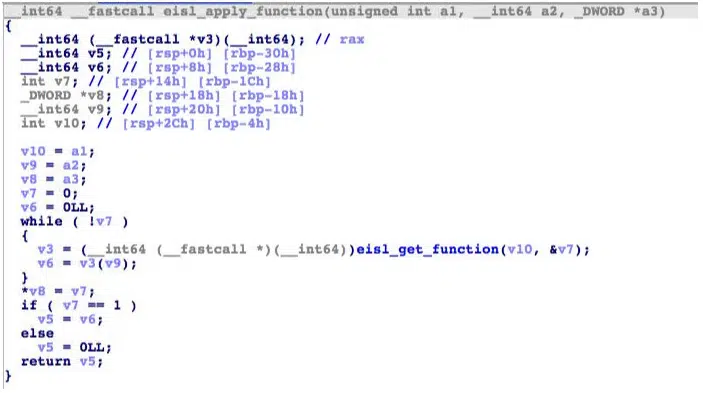 __int64 __fastcall eisl_apply_function(unsigned int a1, __int64 a2, _DWORD *a3)
{
__int64 (__fastcall *v3)(__int64); // rax
__int64 v5; // [rsp+0h] [rbp-30h]
__int64 v6; // [rsp+8h] [rbp-28h]
int v7; // [rsp+14h] [rbp-1Ch]
_DWORD *v8; // [rsp+18h] [rbp-18h]
__int64 v9; // [rsp+20h] [rbp-10h]
int v10; // [rsp+2Ch] [rbp-4h]
v10 = a1;
v9 = a2;
v8 = a3;
v7 = 0;
v6 = 0LL;
while ( !v7 )
{
v3 = (__int64 (__fastcall *)(__int64))eisl_get_function(v10, &v7);
v6 = v3(v9);
}
*v8 = v7;
if ( v7 == 1 )
v5 = v6;
else
v5 = 0LL;
return v5;
}